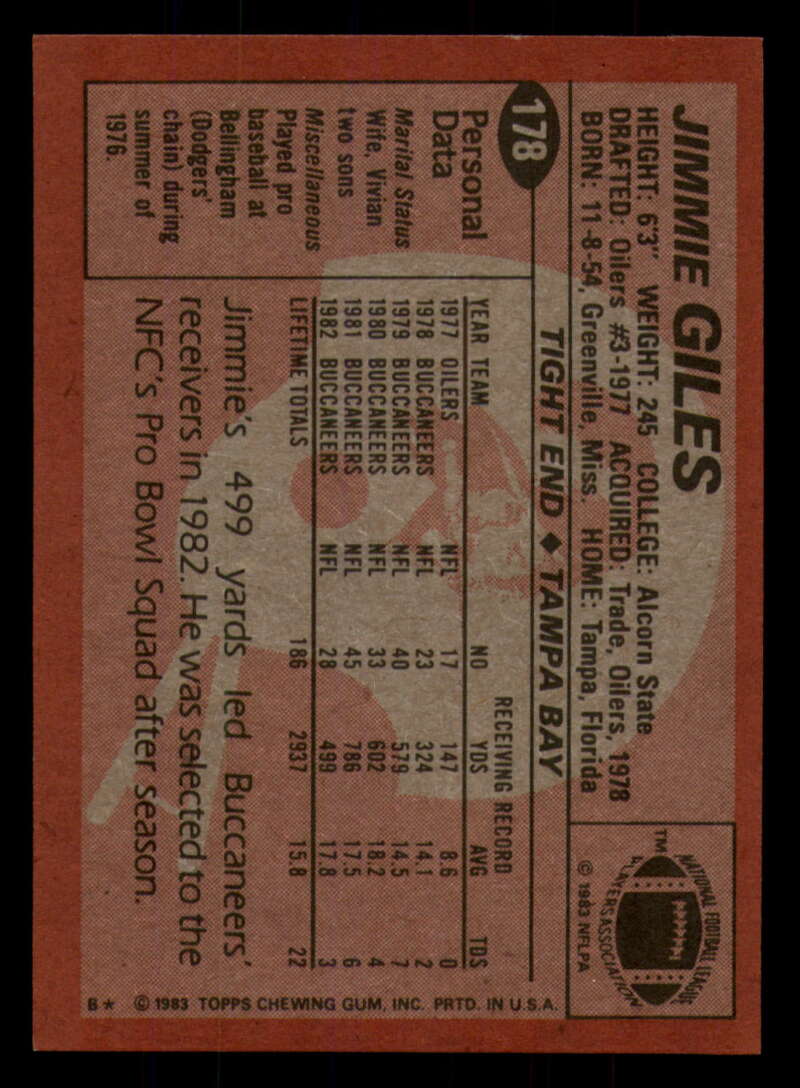 JIMMIE GILES
HEIGHT: 6'3" WEIGHT: 245 COLLEGE: Alcorn State
DRAFTED: Oilers #3-1977 ACQUIRED: Trade, Oilers, 1978
BORN: 11-8-54, Greenville, Miss. HOME: Tampa, Florida
TM
NATIONAL FOOTBALL LEAGUE
PLAYERS ASSOCIATION
© 1983 NFLPA
178
TIGHT END ♦ TAMPA BAY
Personal
Data
Marital Status
Wife, Vivian
two sons
Miscellaneous
Played pro
baseball at
Bellingham
(Dodgers'
chain) during
summer of
1976.
RECEIVING RECORD
YEAR TEAM NO YDS AVG TDS
1977 OILERS NFL 17 147 8.6 0
1978 BUCCANEERS NFL 23 324 14.1 2
1979 BUCCANEERS NFL 40 579 14.5 7
1980 BUCCANEERS NFL 33 602 18.2 4
1981 BUCCANEERS NFL 45 786 17.5 6
1982 BUCCANEERS NFL 28 499 17.8 3
LIFETIME TOTALS 186 2937 15.8 22
Jimmie's 499 yards led Buccaneers'
receivers in 1982. He was selected to the
NFC's Pro Bowl Squad after season.
B* © 1983 TOPPS CHEWING GUM, INC. PRTD. IN U.S.A.